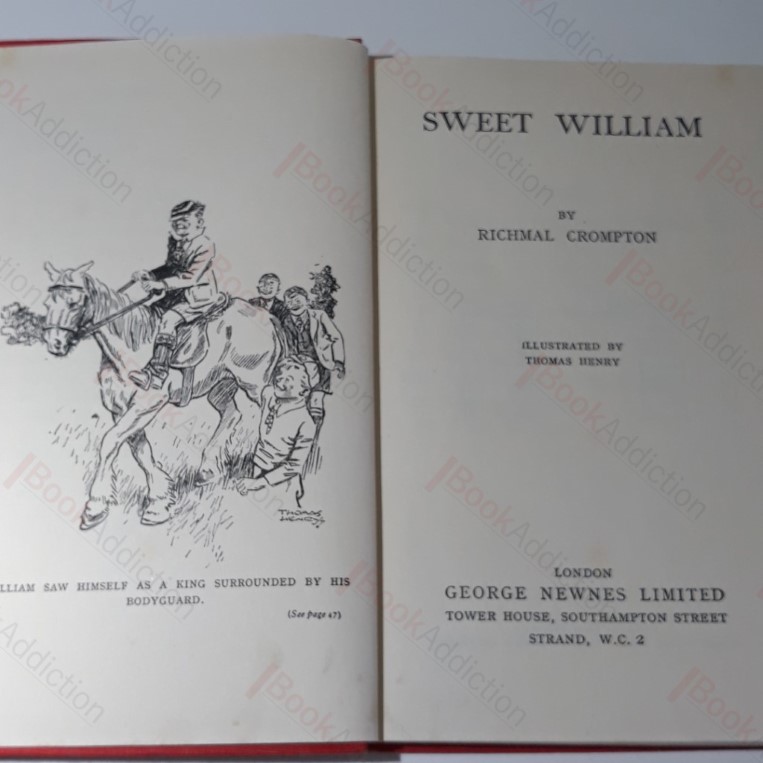 LLIAM SAW HIMSELF AS A KING SURROUNDED BY HIS
BODYGUARD.
(See page 47)
THOMAS
HENRY
SWEET WILLIAM
BY
RICHMAL CROMPTON
ILLUSTRATED BY
THOMAS HENRY
LONDON
GEORGE NEWNES LIMITED
TOWER HOUSE, SOUTHAMPTON STREET
STRAND, W.C. 2
BookAddiction